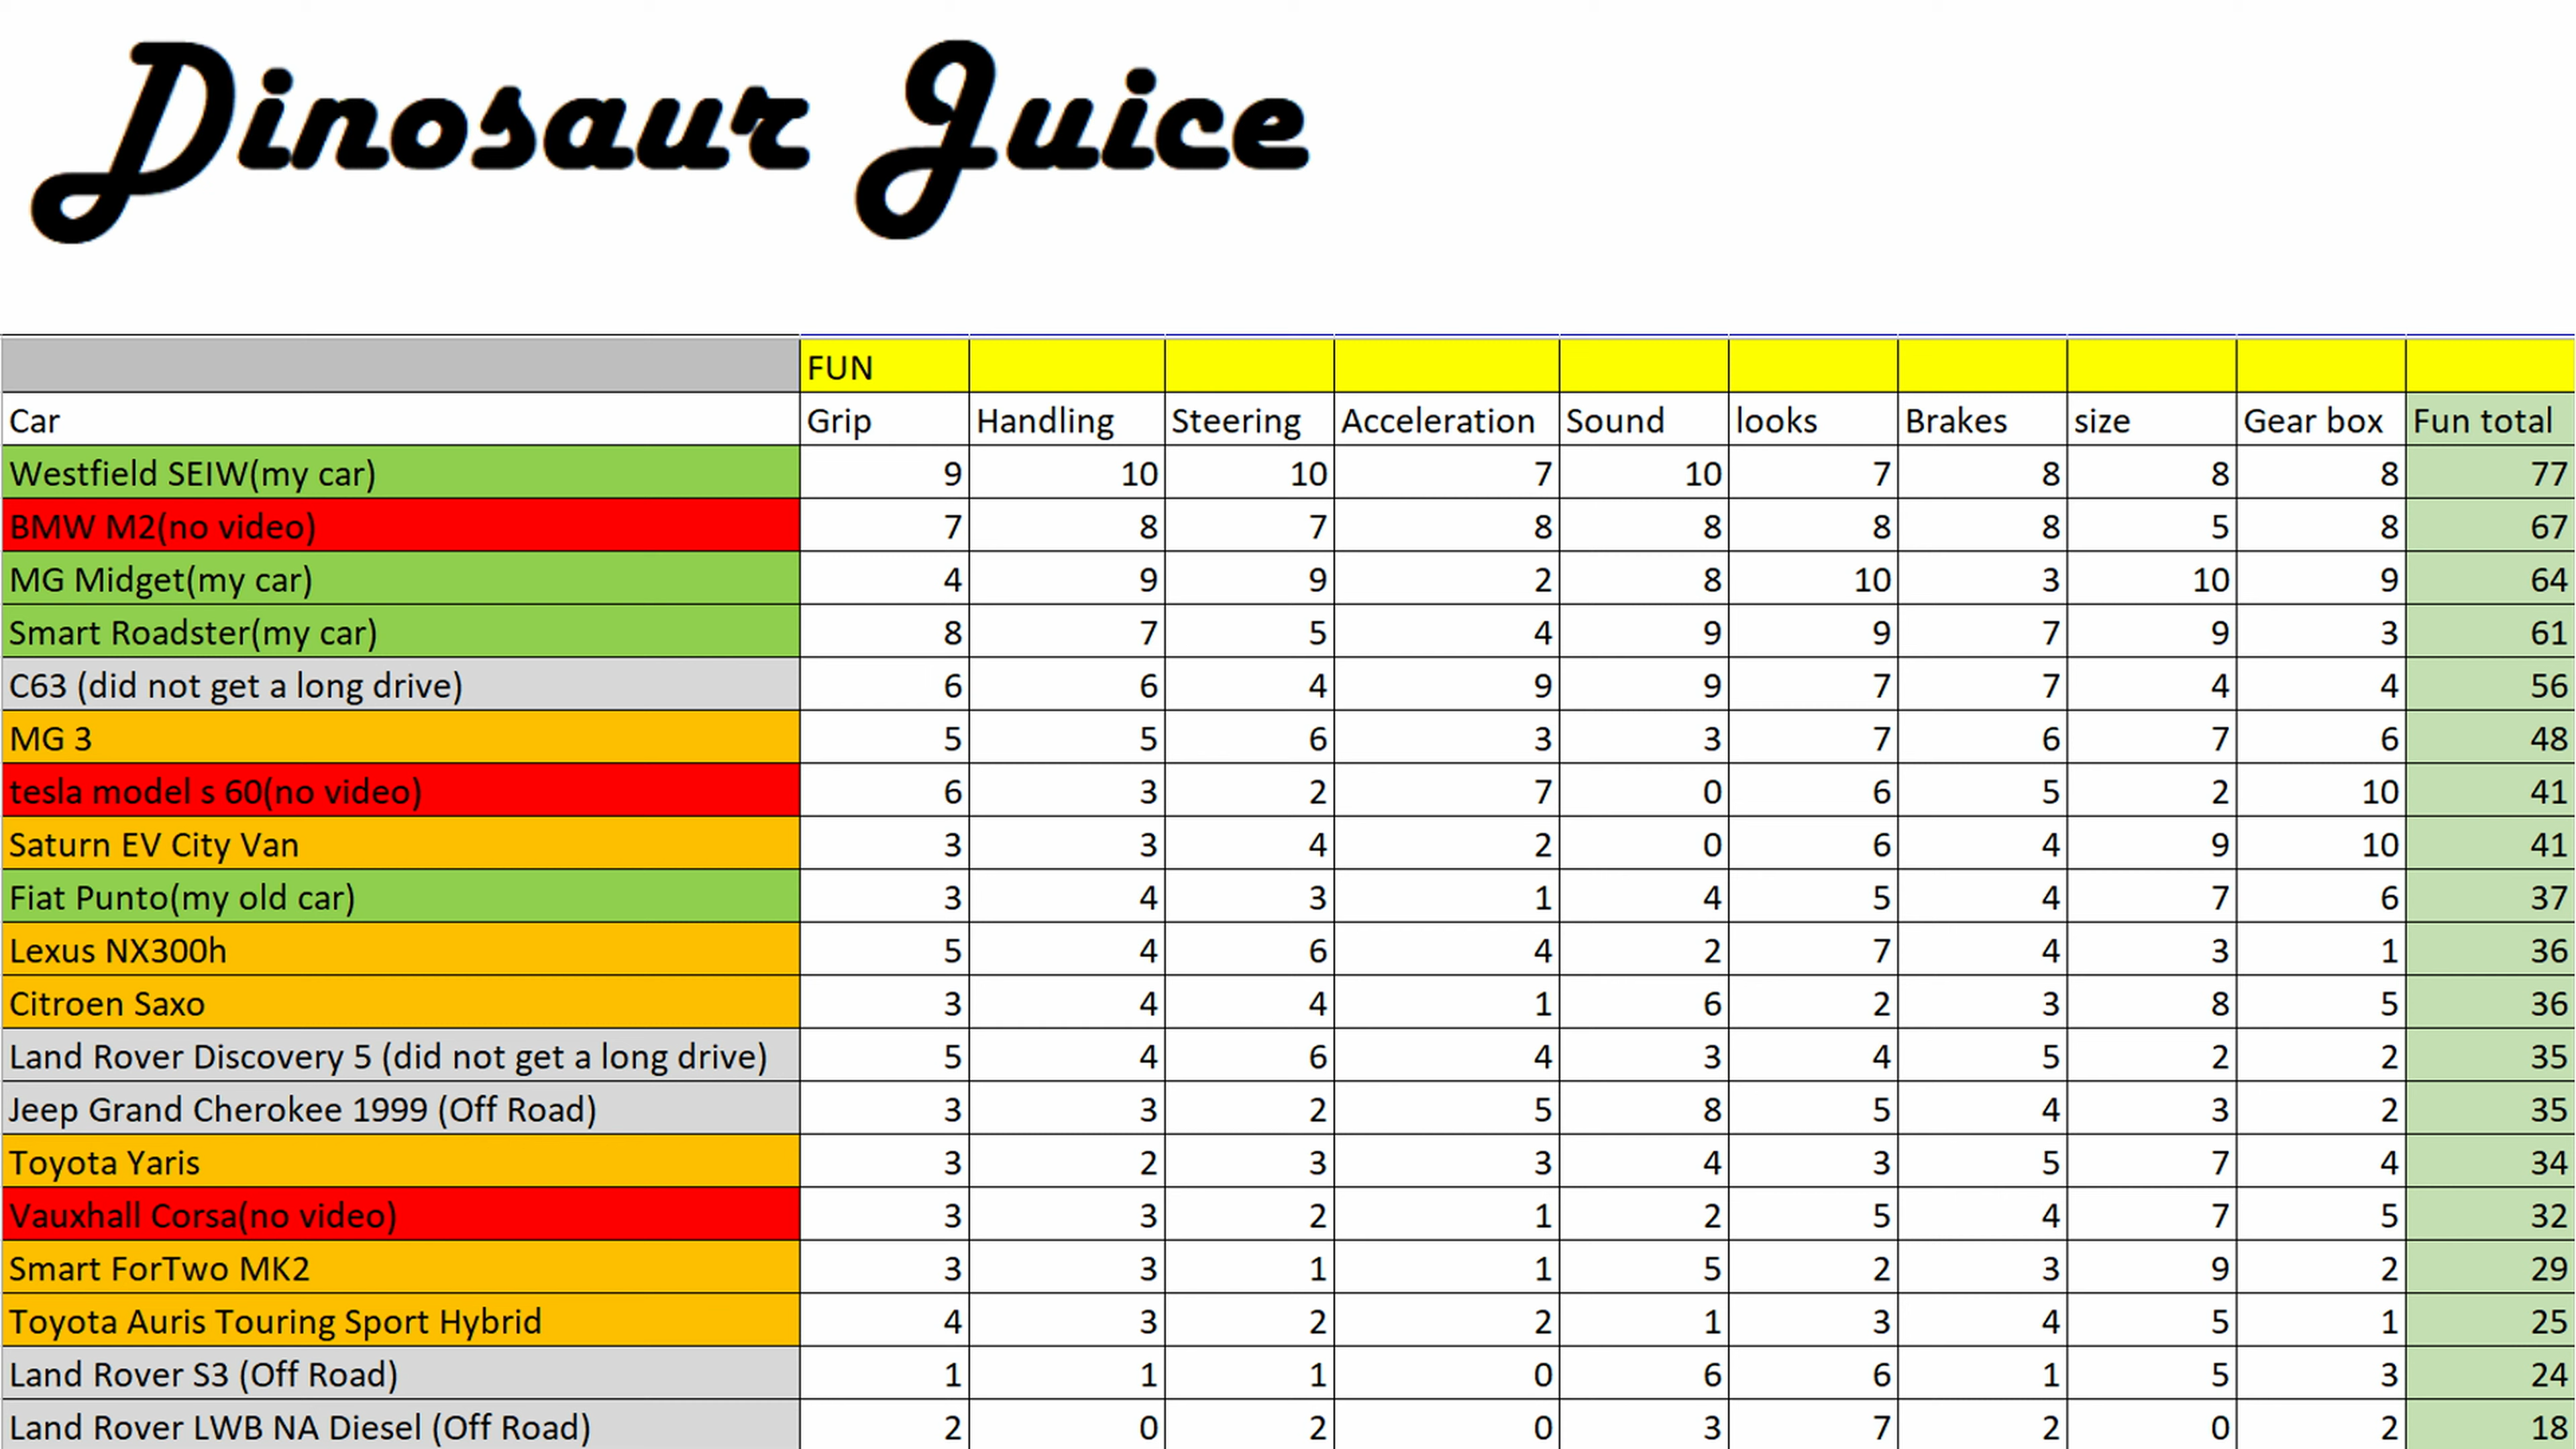 Dinosaur Juice
FUN
Car Grip Handling Steering Acceleration Sound looks Brakes size Gear box Fun total
Westfield SEIW(my car) 9 10 10 7 10 7 8 8 8 77
BMW M2(no video) 7 8 7 8 8 8 8 5 8 67
MG Midget(my car) 4 9 9 2 8 10 3 10 9 64
Smart Roadster(my car) 8 7 5 4 9 9 7 9 3 61
C63 (did not get a long drive) 6 6 4 9 9 7 7 4 4 56
MG 3 5 5 6 3 3 7 6 7 6 48
tesla model s 60(no video) 6 3 2 7 0 6 5 2 10 41
Saturn EV City Van 3 3 4 2 0 6 4 9 10 41
Fiat Punto(my old car) 3 4 3 1 4 5 4 7 6 37
Lexus NX300h 5 4 6 4 2 7 4 3 1 36
Citroen Saxo 3 4 4 1 6 2 3 8 5 36
Land Rover Discovery 5 (did not get a long drive) 5 4 6 4 3 4 5 2 2 35
Jeep Grand Cherokee 1999 (Off Road) 3 3 2 5 8 5 4 3 2 35
Toyota Yaris 3 2 3 3 4 3 5 7 4 34
Vauxhall Corsa(no video) 3 3 2 1 2 5 4 7 5 32
Smart ForTwo MK2 3 3 1 1 5 2 3 9 2 29
Toyota Auris Touring Sport Hybrid 4 3 2 2 1 3 4 5 1 25
Land Rover S3 (Off Road) 1 1 1 0 6 6 1 5 3 24
Land Rover LWB NA Diesel (Off Road) 2 0 2 0 3 7 2 0 2 18